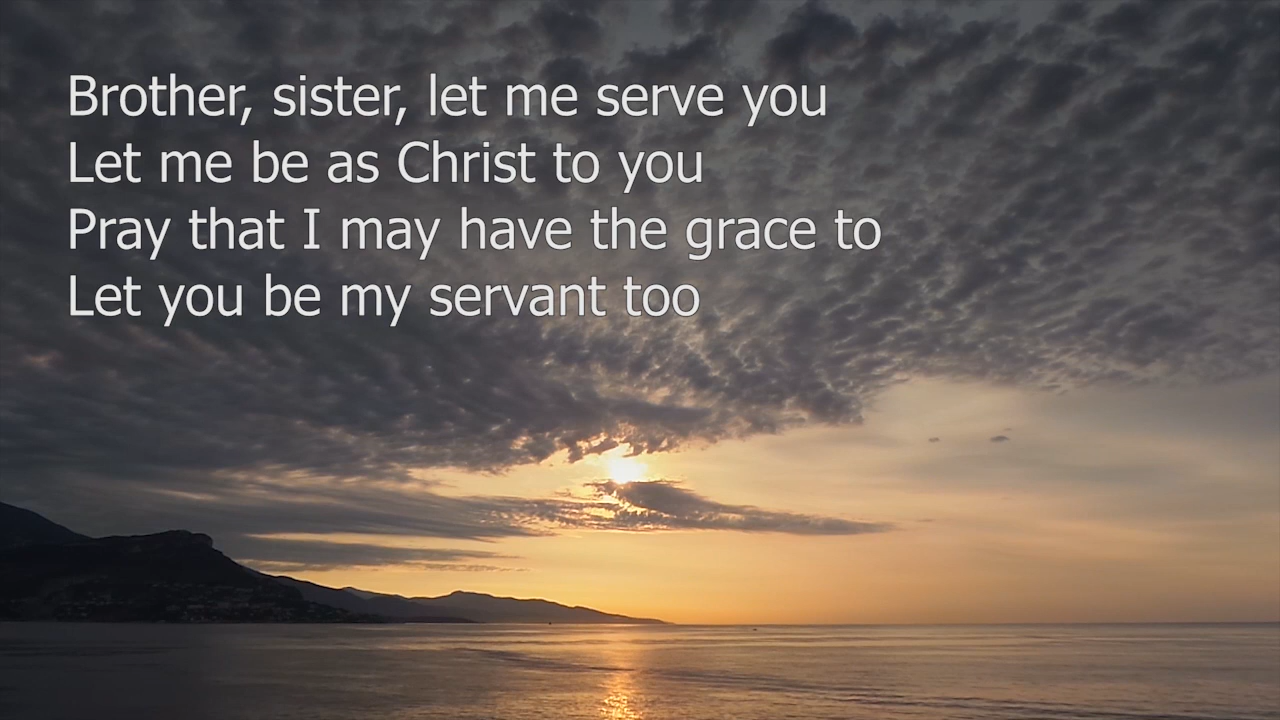 Brother, sister, let me serve you
Let me be as Christ to you
Pray that I may have the grace to
Let you be my servant too